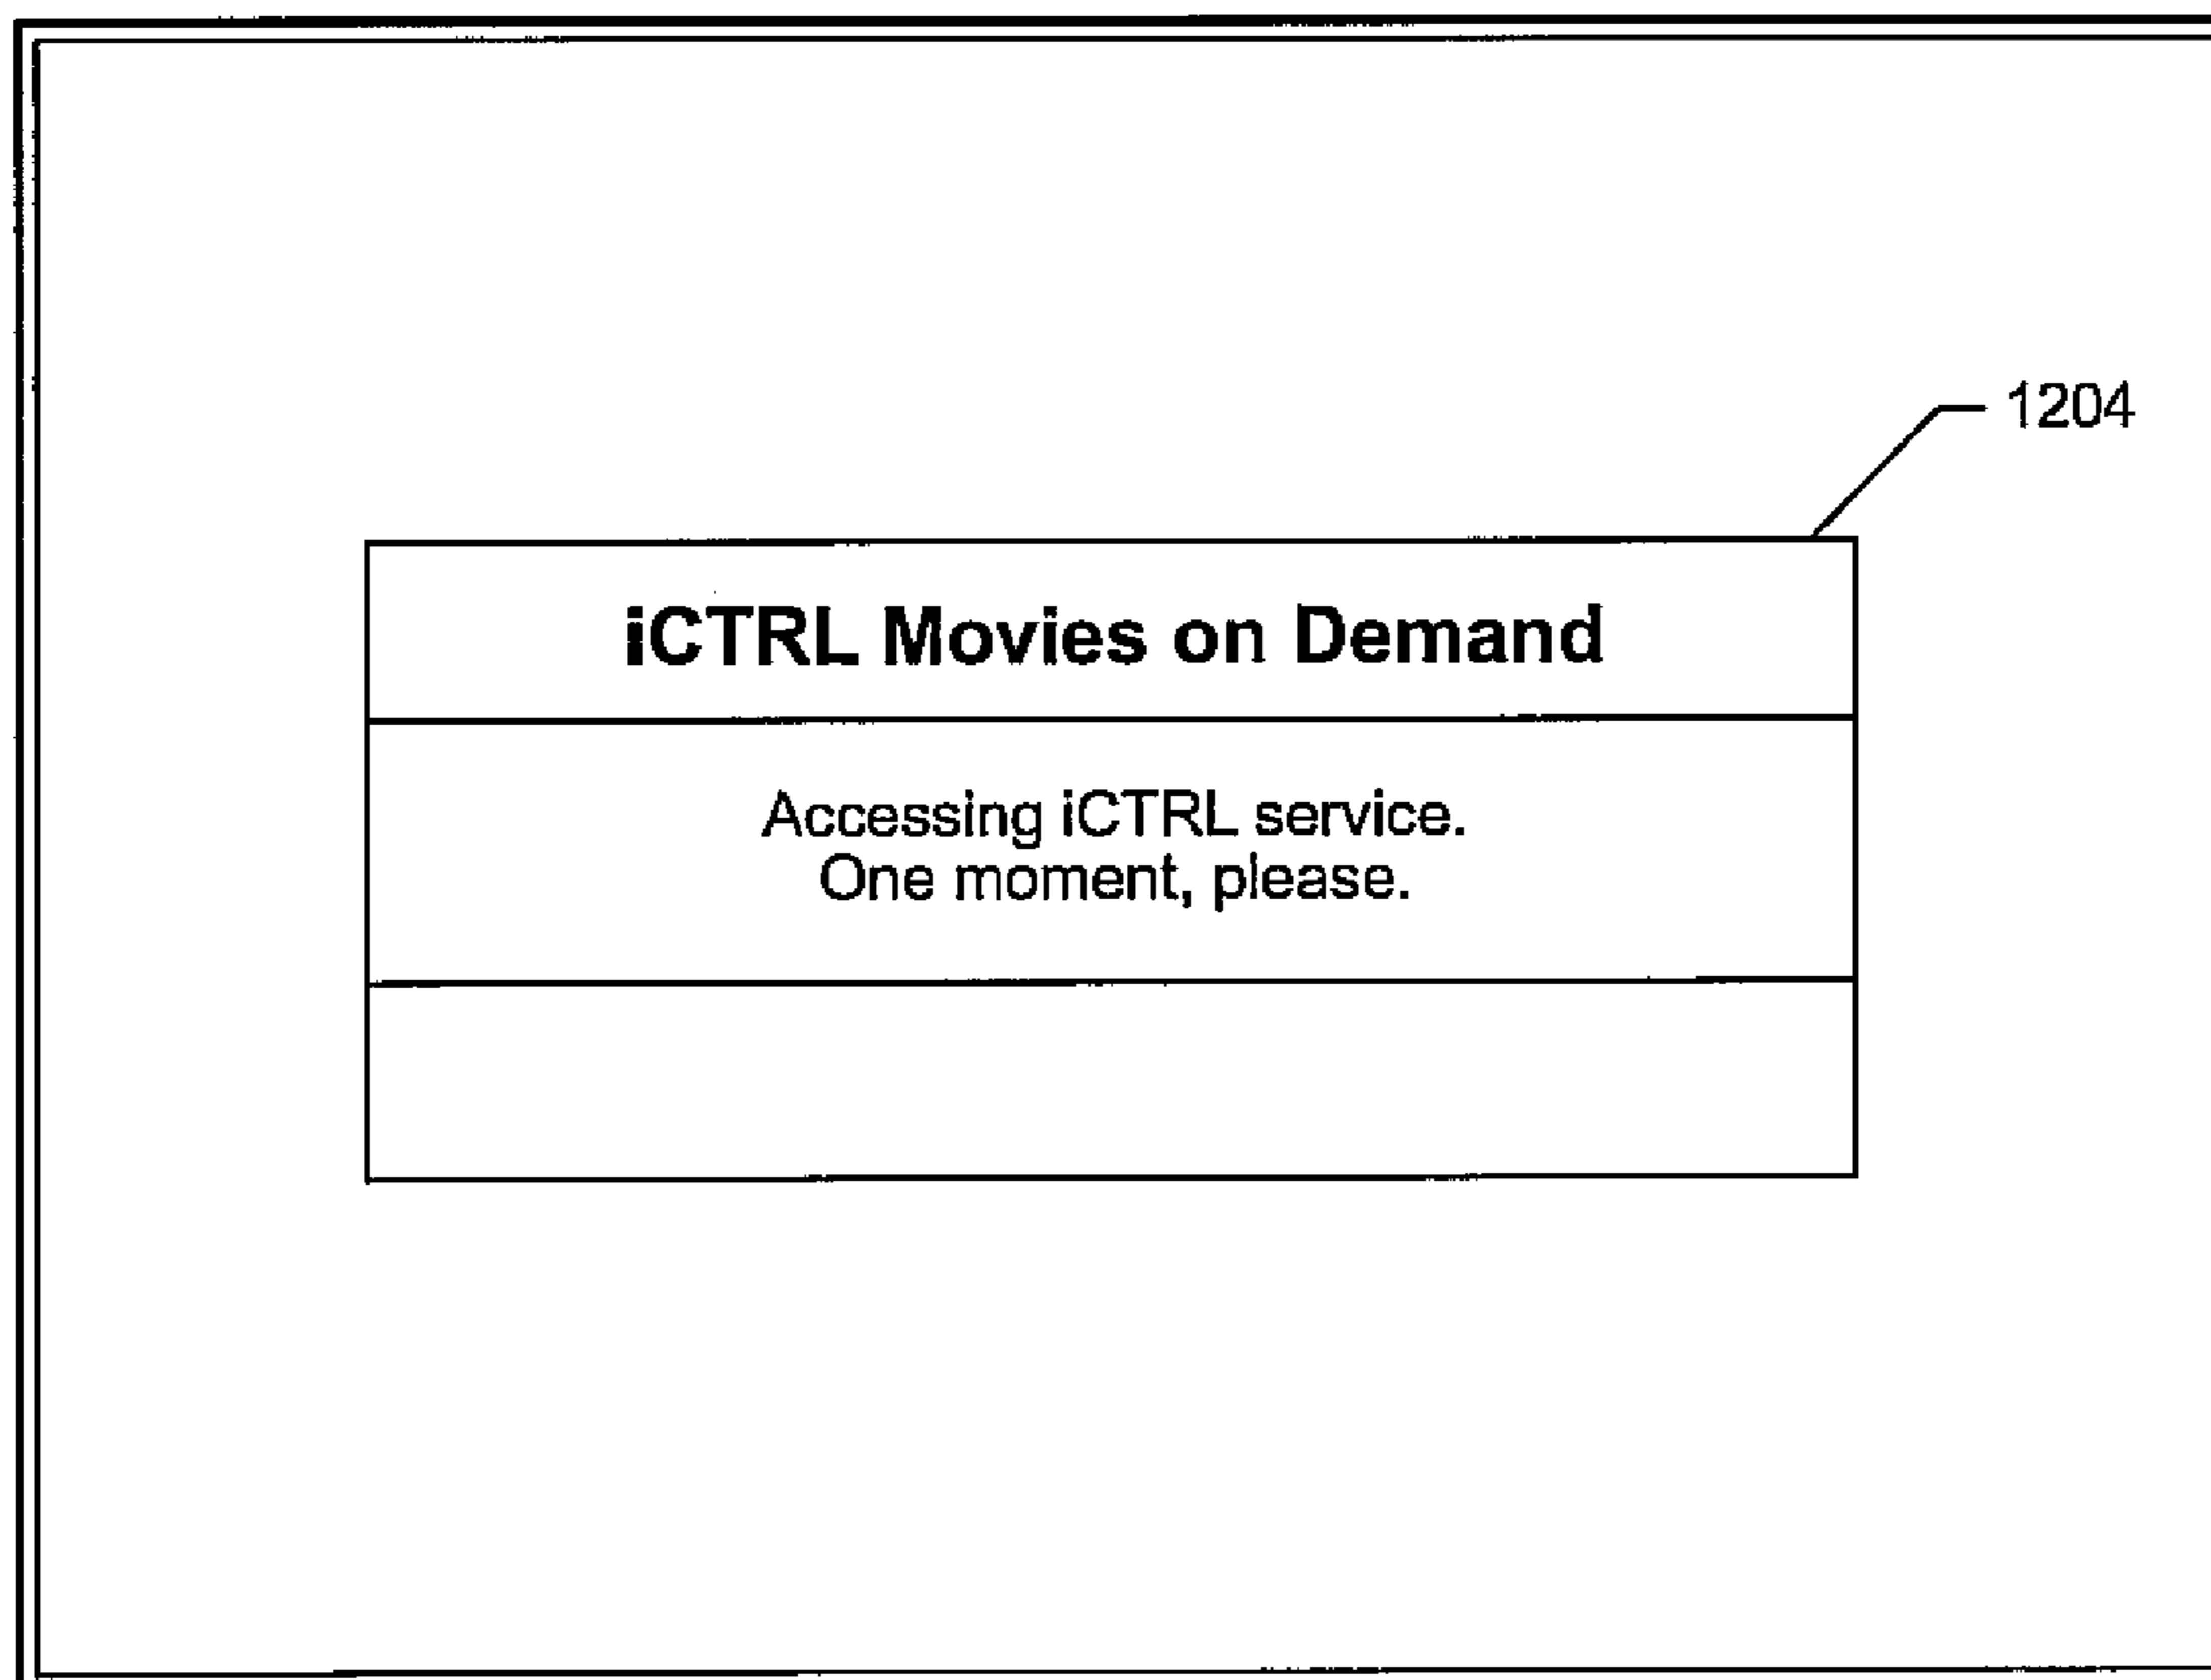 1204
iCTRL Movies on Demand
Accessing iCTRL service.
One moment, please.